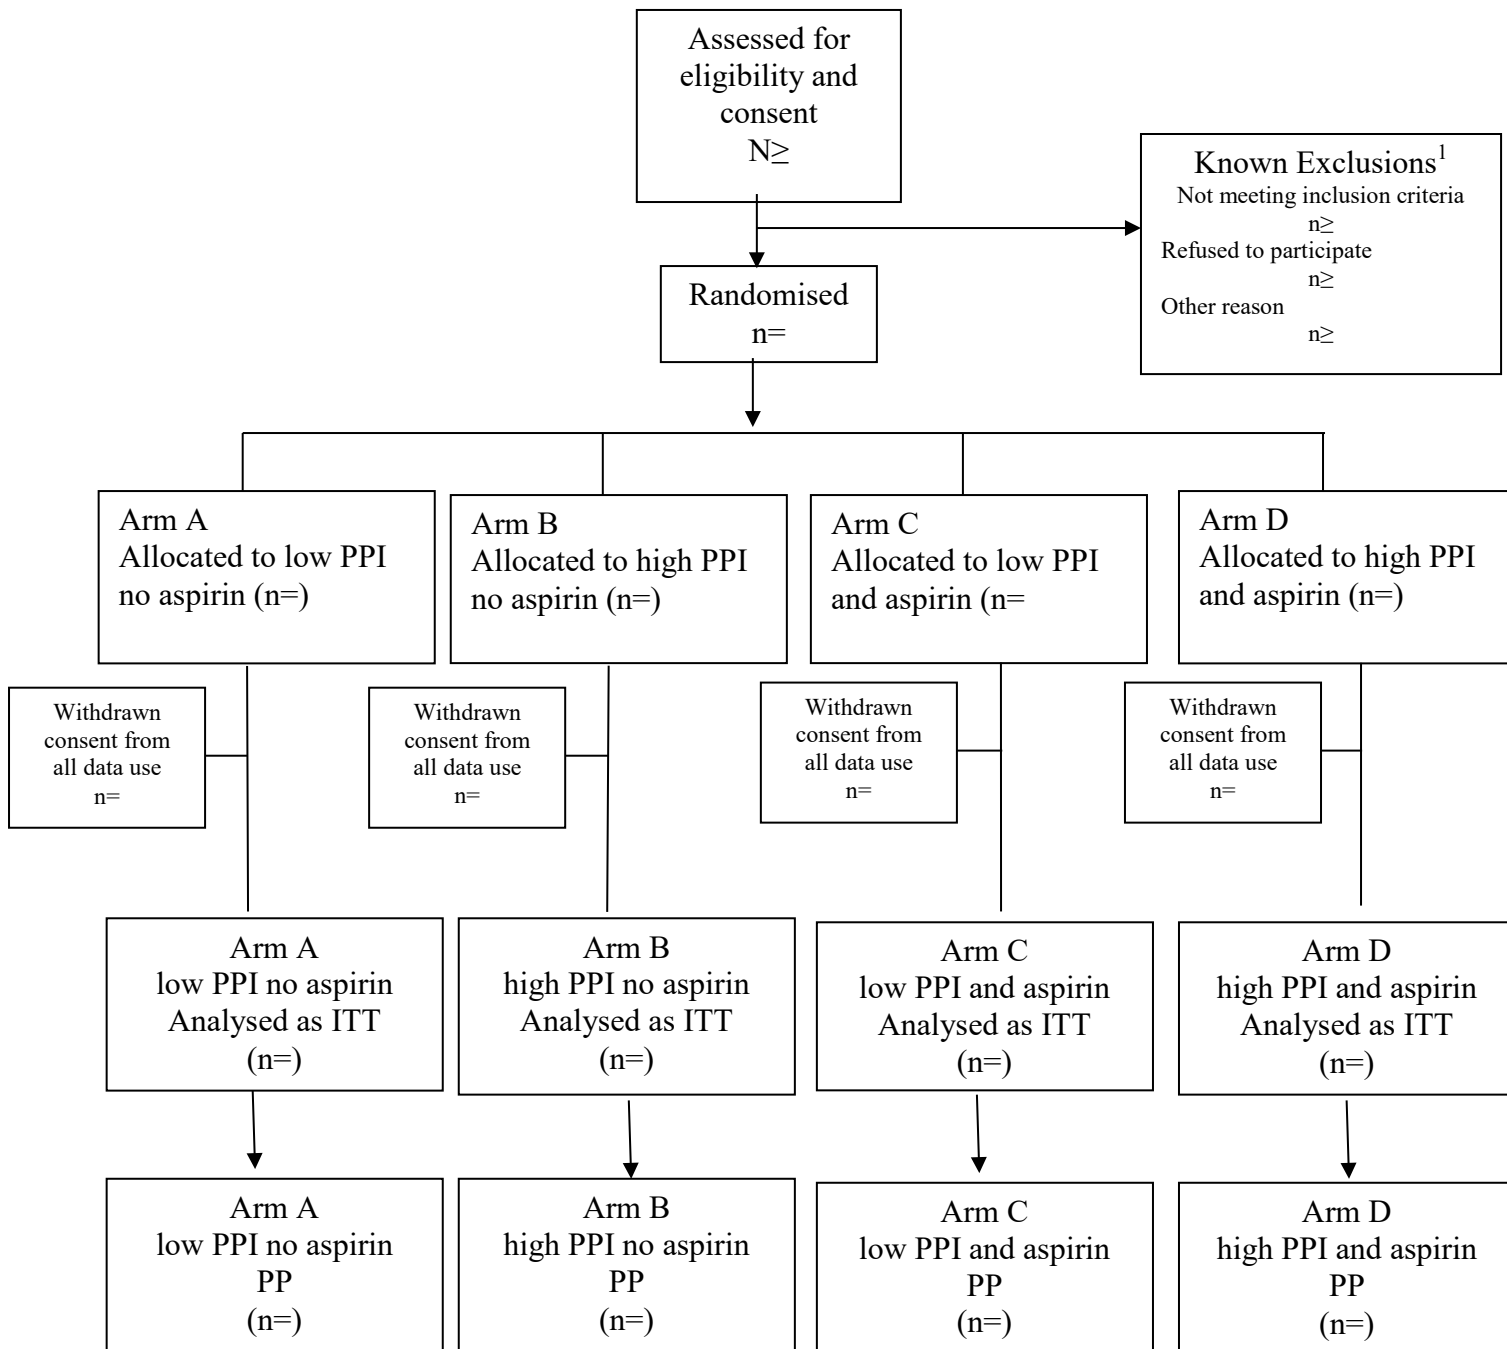 Assessed for
eligibility and
consent
N≥
Known Exclusions1
Not meeting inclusion criteria
n≥
Refused to participate
n≥
Other reason
n≥
Randomised
n=
Arm A
Allocated to low PPI
no aspirin (n=)
Arm B
Allocated to high PPI
no aspirin (n=)
Arm C
Allocated to low PPI
and aspirin (n=
Arm D
Allocated to high PPI
and aspirin (n=)
Withdrawn
consent from
all data use
n=
Withdrawn
consent from
all data use
n=
Withdrawn
consent from
all data use
n=
Withdrawn
consent from
all data use
n=
Arm A
low PPI no aspirin
Analysed as ITT
(n=)
Arm B
high PPI no aspirin
Analysed as ITT
(n=)
Arm C
low PPI and aspirin
Analysed as ITT
(n=)
Arm D
high PPI and aspirin
Analysed as ITT
(n=)
Arm A
low PPI no aspirin
PP
(n=)
Arm B
high PPI no aspirin
PP
(n=)
Arm C
low PPI and aspirin
PP
(n=)
Arm D
high PPI and aspirin
PP
(n=)